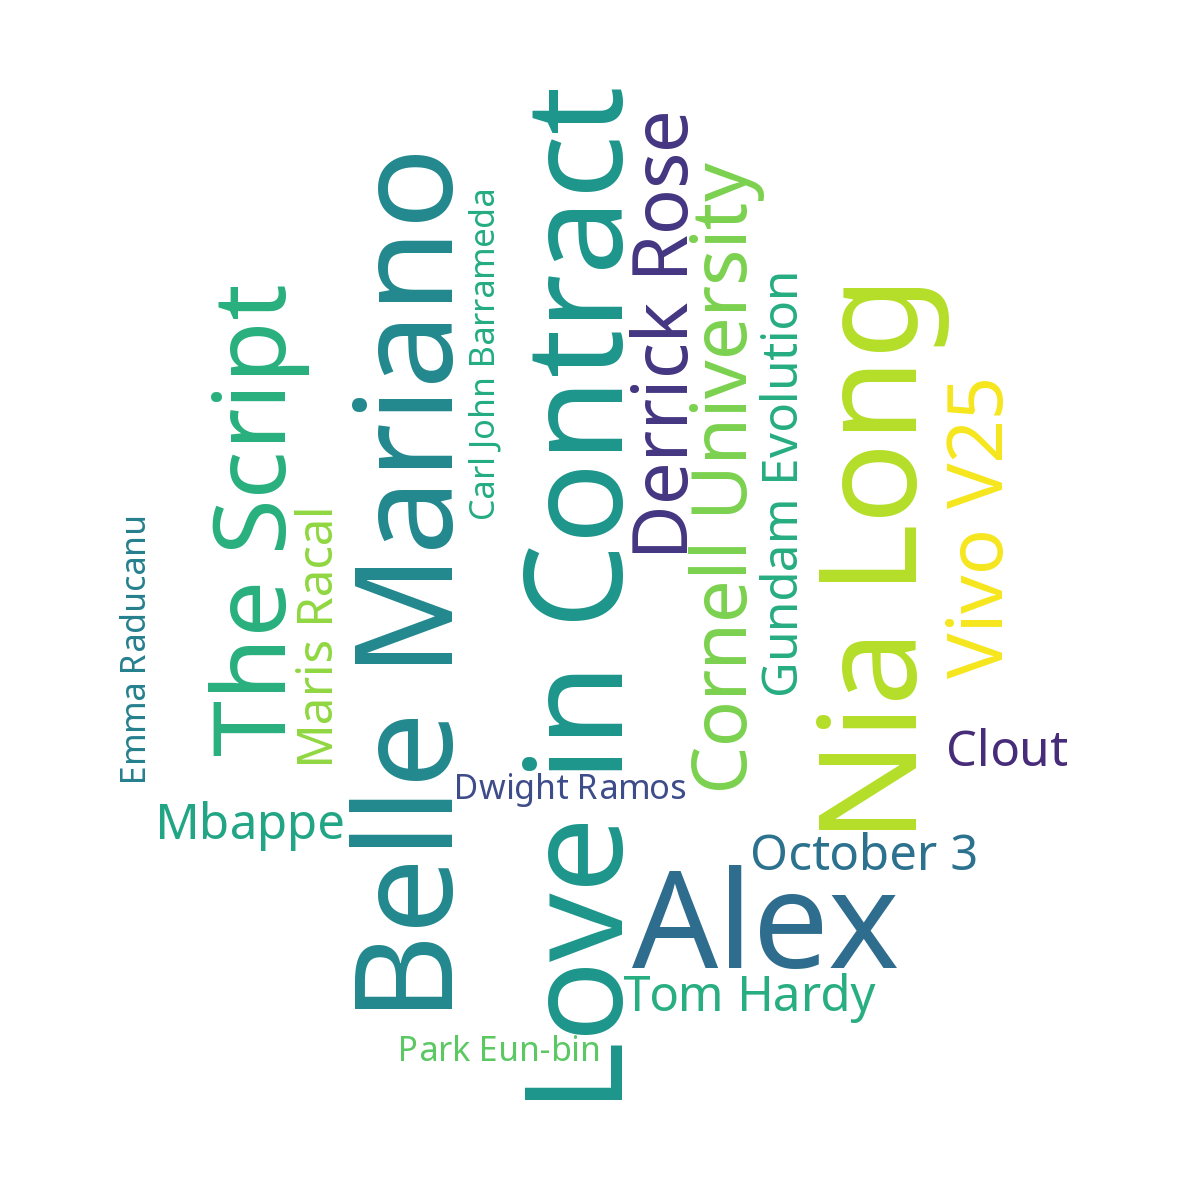 Emma Raducanu
The Script
Maris Racal
Mbappe
Belle Mariano
Carl John Barrameda
Dwight Ramos
Park Eun-bin
Love in Contract
Derrick Rose
Cornell University
Gundam Evolution
Nia Long
Vivo V25
Clout
October 3
Alex
Tom Hardy